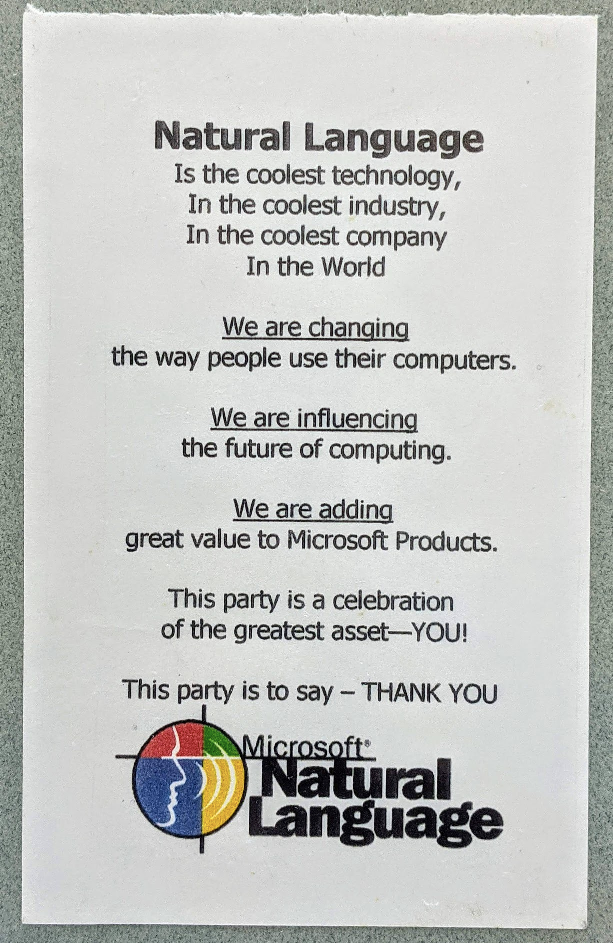 Natural Language
Is the coolest technology,
In the coolest industry,
In the coolest company
In the World
We are changing
the way people use their computers.
We are influencing
the future of computing.
We are adding
great value to Microsoft Products.
This party is a celebration
of the greatest asset—YOU!
This party is to say – THANK YOU
Microsoft®
Natural
Language